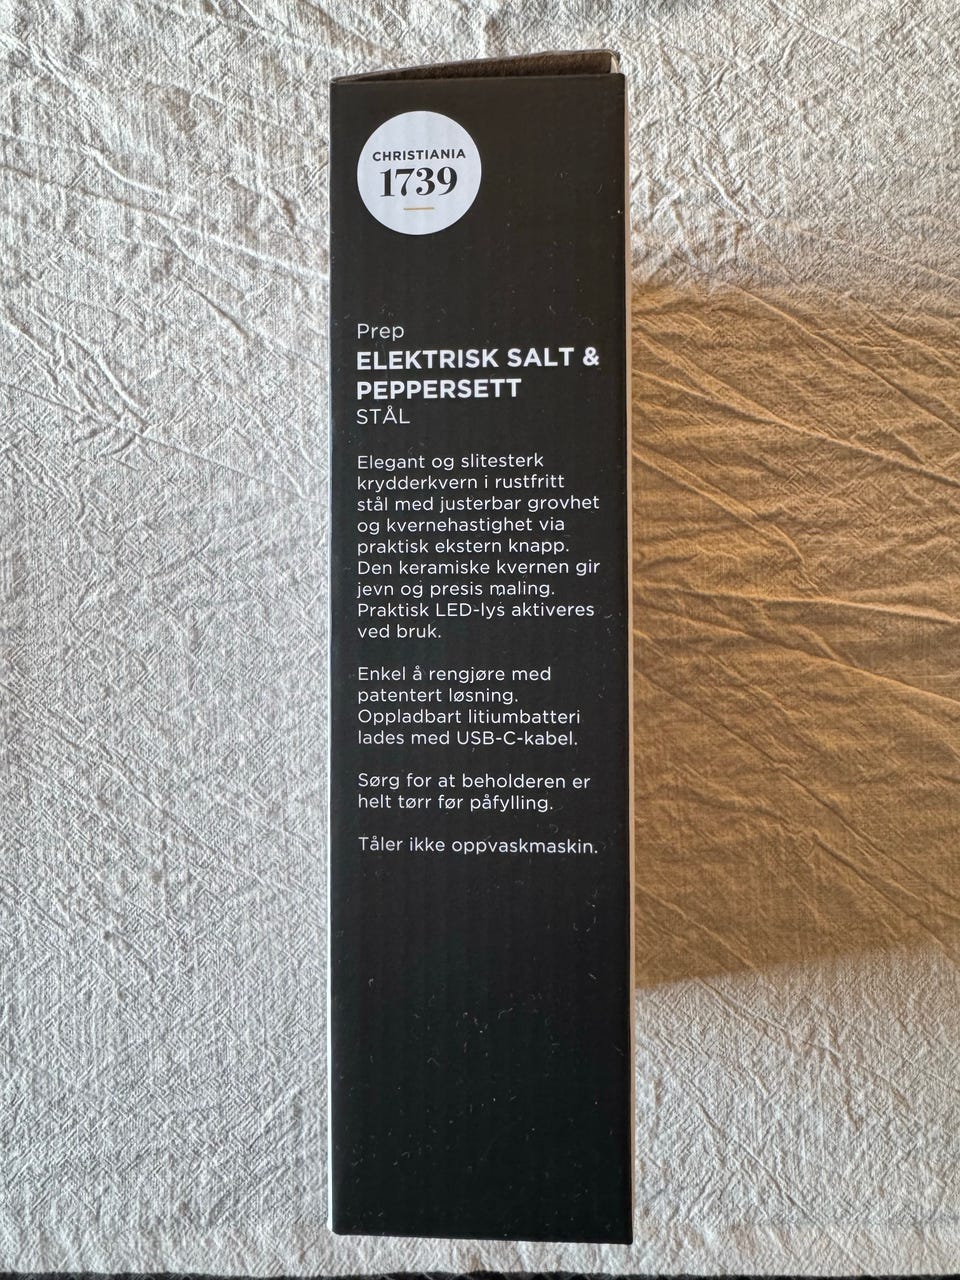 CHRISTIANIA
1739
Prep
ELEKTRISK SALT &
PEPPERSETT
STÅL
Elegant og slitesterk
krydderkvern i rustfritt
stål med justerbar grovhet
og kvernehastighet via
praktisk ekstern knapp.
Den keramiske kvernen gir
jevn og presis maling.
Praktisk LED-lys aktiveres
ved bruk.
Enkel å rengjøre med
patentert løsning.
Oppladbart litiumbatteri
lades med USB-C-kabel.
Sørg for at beholderen er
helt tørr før påfylling.
Tåler ikke oppvaskmaskin.